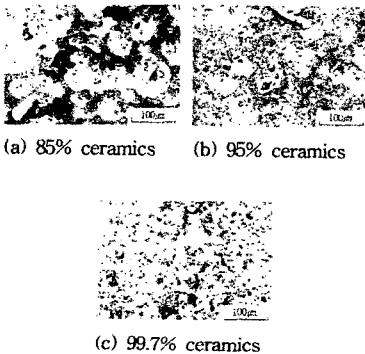 100㎛
100㎛
(a) 85% ceramics
(b) 95% ceramics
100㎛
(c) 99.7% ceramics